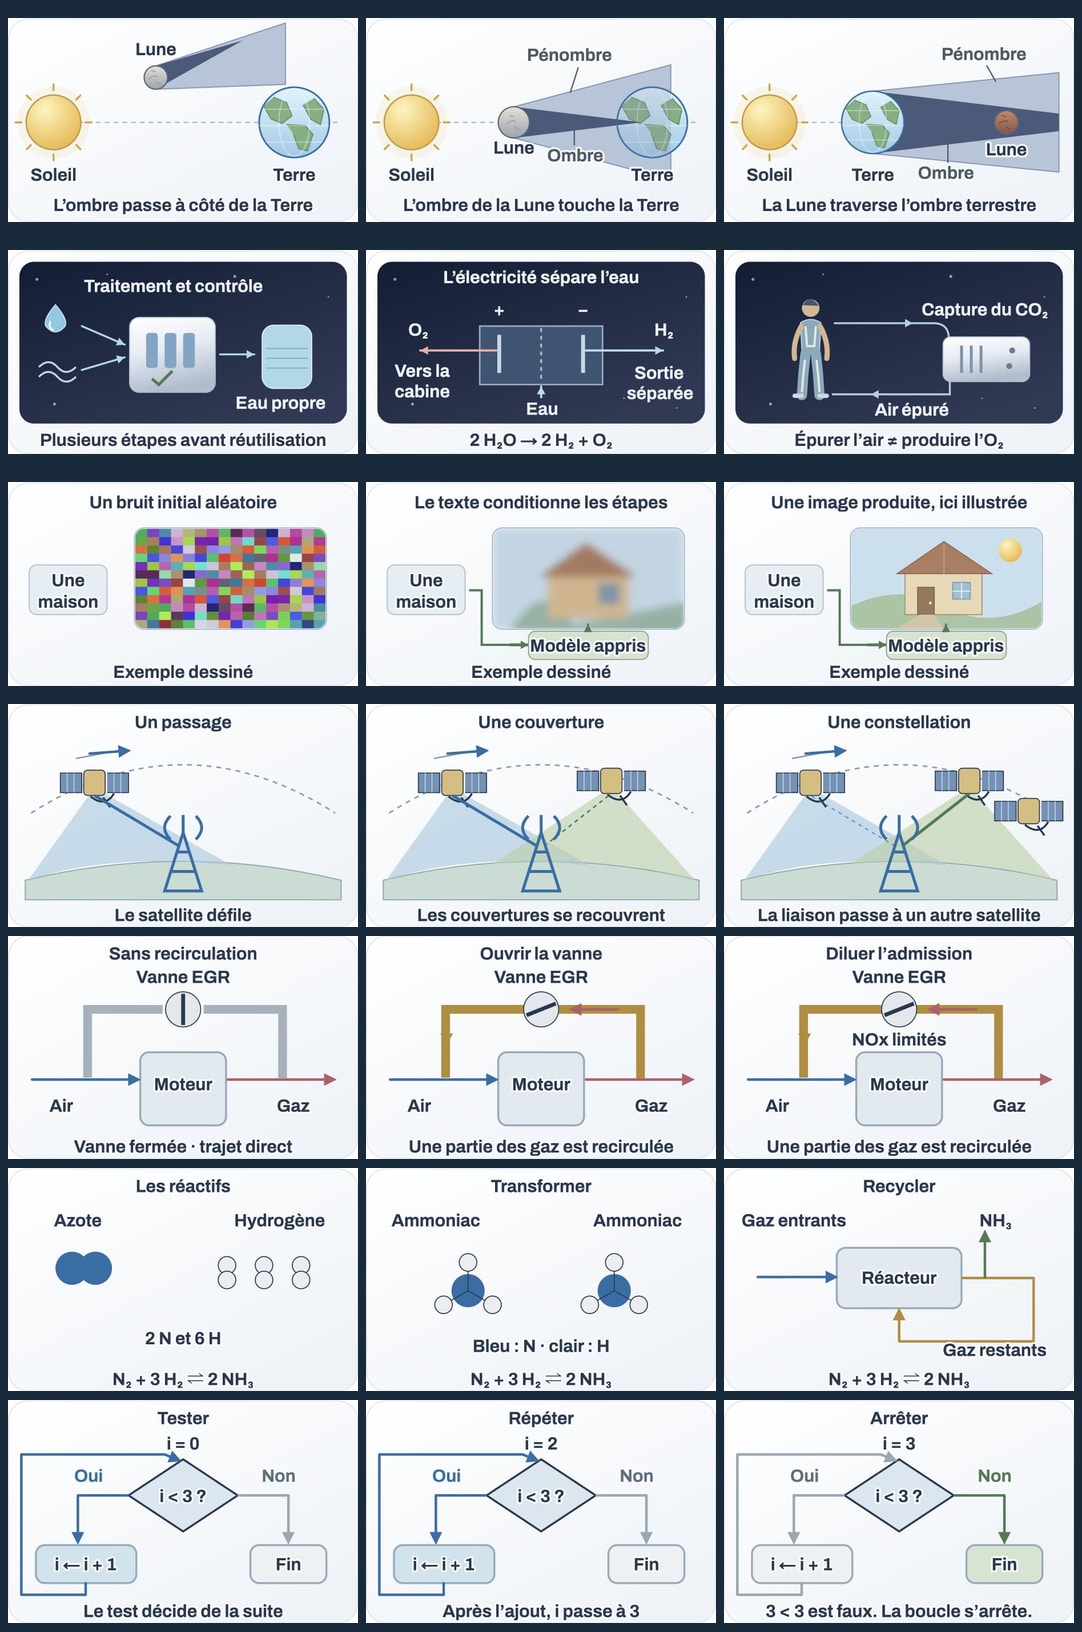 Lune
Soleil
Terre
L'ombre passe à côté de la Terre
Pénombre
Lune
Ombre
Soleil
Terre
L'ombre de la Lune touche la Terre
Pénombre
Lune
Soleil
Terre
Ombre
La Lune traverse l'ombre terrestre
Traitement et contrôle
Eau propre
Plusieurs étapes avant réutilisation
L'électricité sépare l'eau
+ −
O₂
H₂
Vers la
cabine
Sortie
séparée
Eau
2 H₂O → 2 H₂ + O₂
Capture du CO₂
Air épuré
Épurer l'air ≠ produire l'O₂
Un bruit initial aléatoire
Une
maison
Exemple dessiné
Le texte conditionne les étapes
Une
maison
Modèle appris
Exemple dessiné
Une image produite, ici illustrée
Une
maison
Modèle appris
Exemple dessiné
Un passage
Le satellite défile
Une couverture
Les couvertures se recouvrent
Une constellation
La liaison passe à un autre satellite
Sans recirculation
Vanne EGR
Moteur
Air
Gaz
Vanne fermée · trajet direct
Ouvrir la vanne
Vanne EGR
Moteur
Air
Gaz
Une partie des gaz est recirculée
Diluer l'admission
Vanne EGR
NOx limités
Moteur
Air
Gaz
Une partie des gaz est recirculée
Les réactifs
Azote
Hydrogène
2 N et 6 H
N₂ + 3 H₂ ⇌ 2 NH₃
Transformer
Ammoniac
Ammoniac
Bleu : N · clair : H
N₂ + 3 H₂ ⇌ 2 NH₃
Recycler
Gaz entrants
NH₃
Réacteur
Gaz restants
N₂ + 3 H₂ ⇌ 2 NH₃
Tester
i = 0
Oui
Non
i < 3 ?
i ← i + 1
Fin
Le test décide de la suite
Répéter
i = 2
Oui
Non
i < 3 ?
i ← i + 1
Fin
Après l'ajout, i passe à 3
Arrêter
i = 3
Oui
Non
i < 3 ?
i ← i + 1
Fin
3 < 3 est faux. La boucle s'arrête.